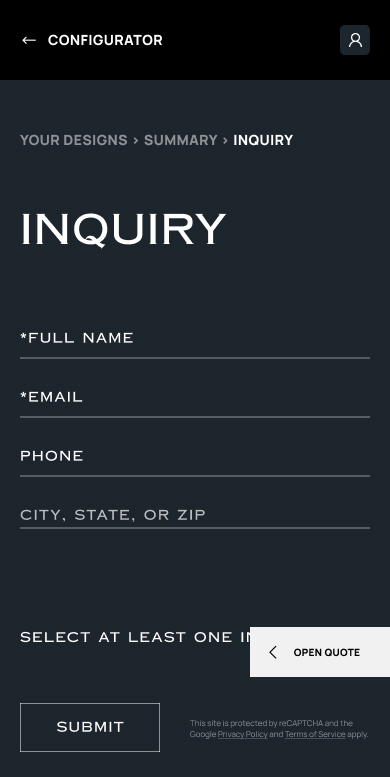 ← CONFIGURATOR
YOUR DESIGNS > SUMMARY > INQUIRY
INQUIRY
*FULL NAME
*EMAIL
PHONE
CITY, STATE, OR ZIP
SELECT AT LEAST ONE
OPEN QUOTE
SUBMIT
This site is protected by reCAPTCHA and the
Google Privacy Policy and Terms of Service apply.